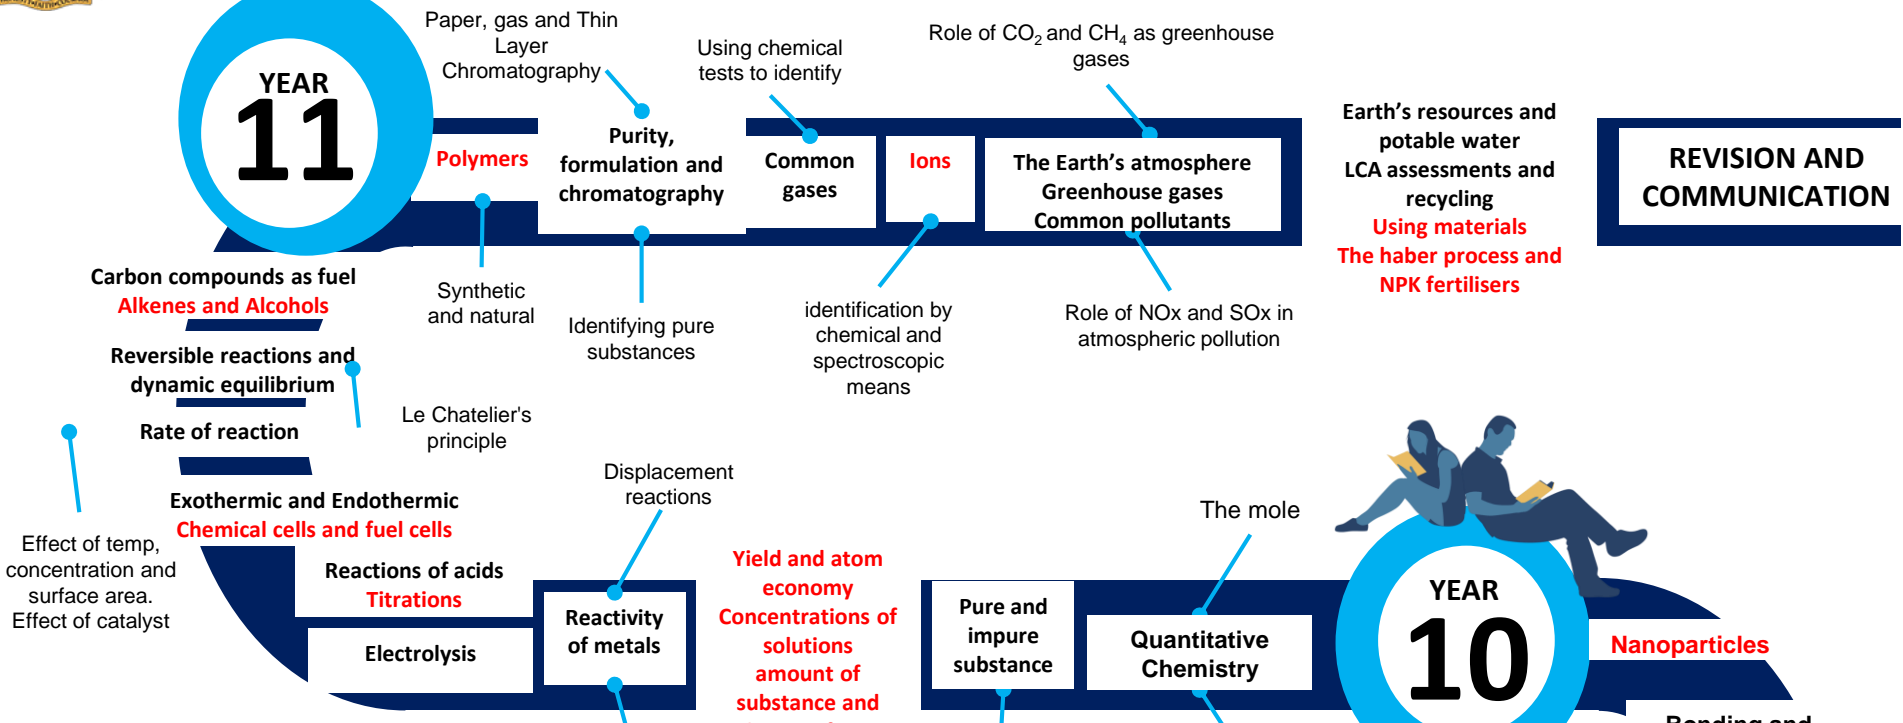 Paper, gas and Thin
Layer
Chromatography
Using chemical
tests to identify
Role of CO₂ and CH₄ as greenhouse
gases
YEAR
11
Polymers
Purity,
formulation and
chromatography
Common
gases
Ions
The Earth's atmosphere
Greenhouse gases
Common pollutants
Earth's resources and
potable water
LCA assessments and
recycling
Using materials
The haber process and
NPK fertilisers
REVISION AND
COMMUNICATION
Synthetic
and natural
Identifying pure
substances
identification by
chemical and
spectroscopic
means
Role of NOx and SOx in
atmospheric pollution
Carbon compounds as fuel
Alkenes and Alcohols
Reversible reactions and
dynamic equilibrium
Le Chatelier's
principle
Rate of reaction
Effect of temp,
concentration and
surface area.
Effect of catalyst
Exothermic and Endothermic
Chemical cells and fuel cells
Reactions of acids
Titrations
Electrolysis
Displacement
reactions
Reactivity
of metals
Yield and atom
economy
Concentrations of
solutions
amount of
substance and
Pure and
impure
substance
The mole
Quantitative
Chemistry
YEAR
10
Nanoparticles
Bonding and